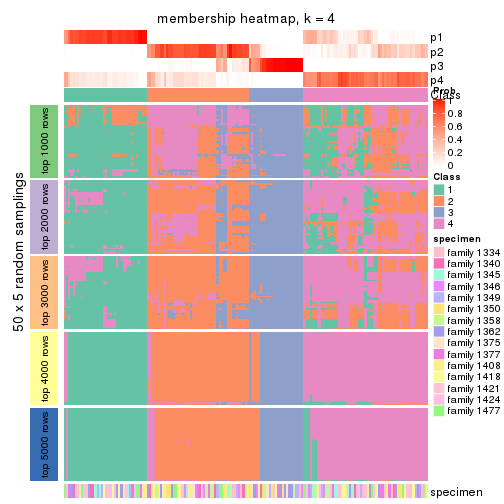 membership heatmap, k = 4
p1
p2
p3
p4
Class
Prob
1
0.8
0.6
0.4
0.2
0
Class
1
2
3
4
specimen
family 1334
family 1340
family 1345
family 1346
family 1349
family 1350
family 1358
family 1362
family 1375
family 1377
family 1408
family 1418
family 1421
family 1424
family 1477
50 x 5 random samplings
top 1000 rows
top 2000 rows
top 3000 rows
top 4000 rows
top 5000 rows
specimen